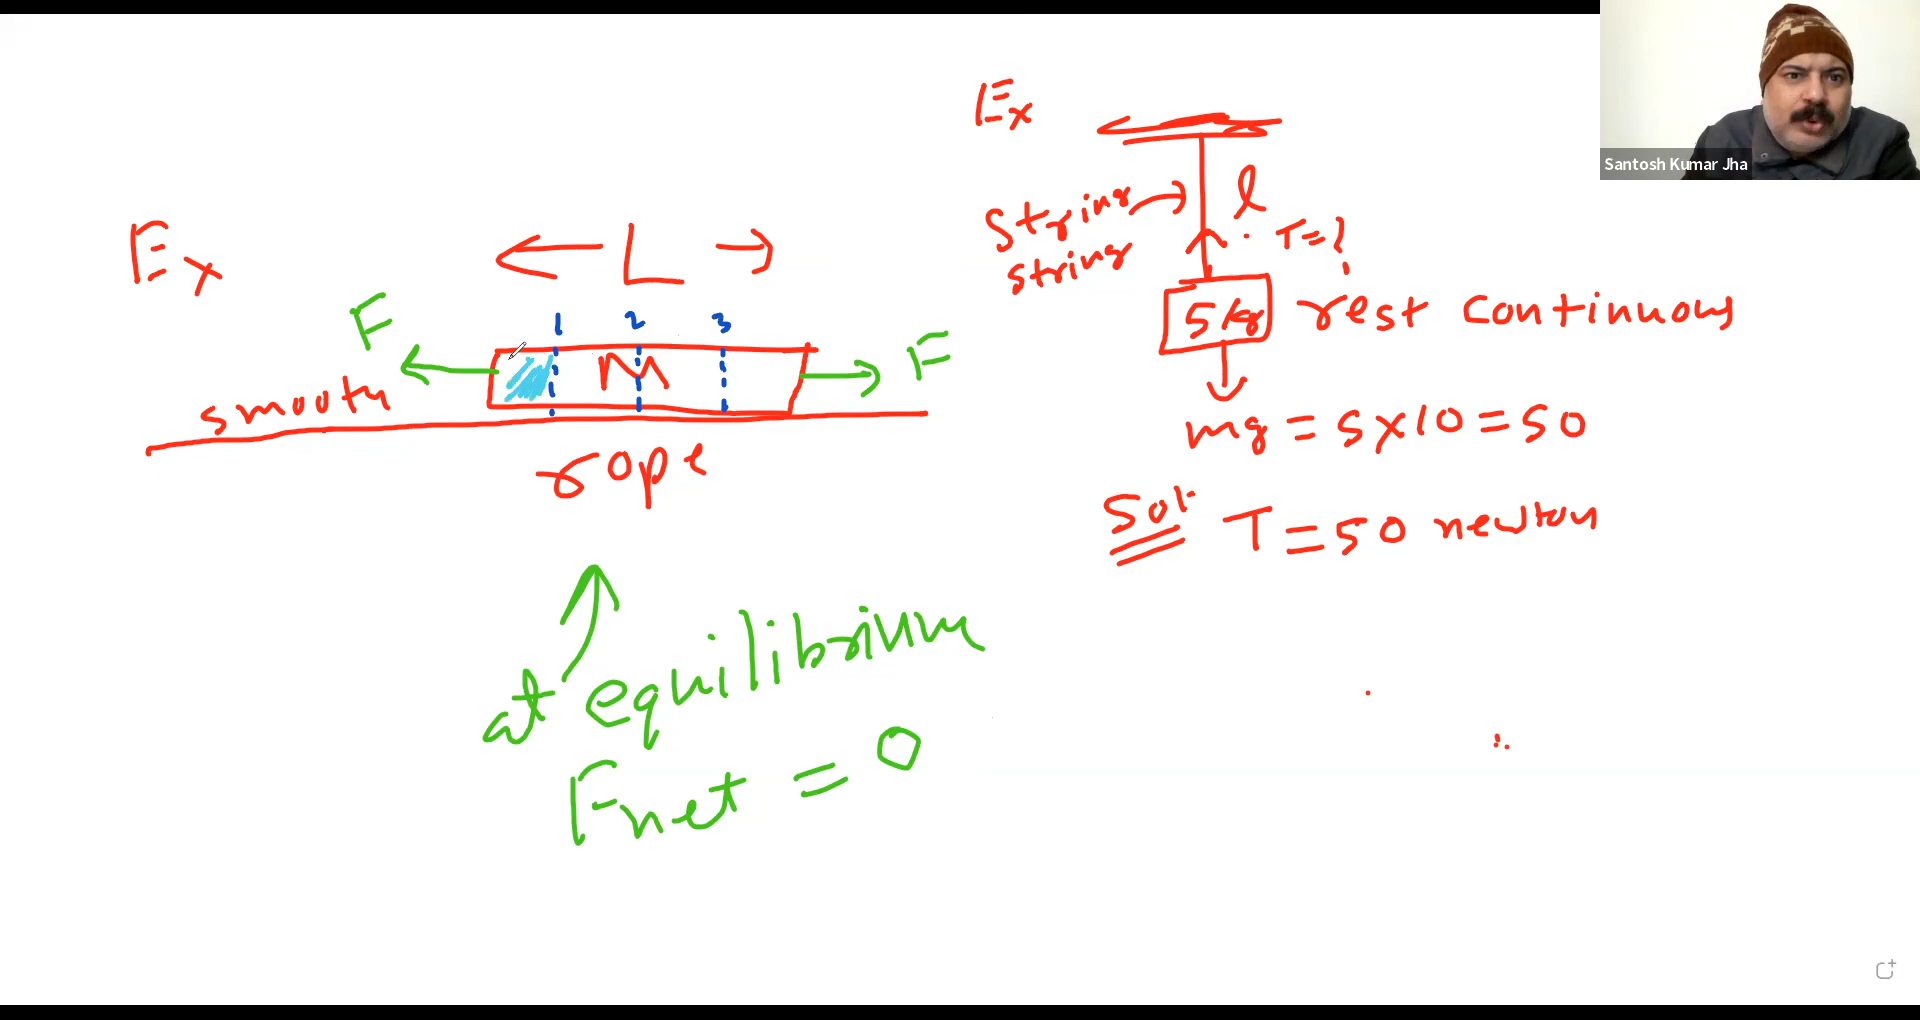 Ex
L
F
1 2 3
M
F
smooth
rope
at equilibrium
Fnet = 0
Ex
String
string
l
T=?
5kg rest continuous
mg = 5×10 = 50
Sol. T = 50 newton
Santosh Kumar Jha